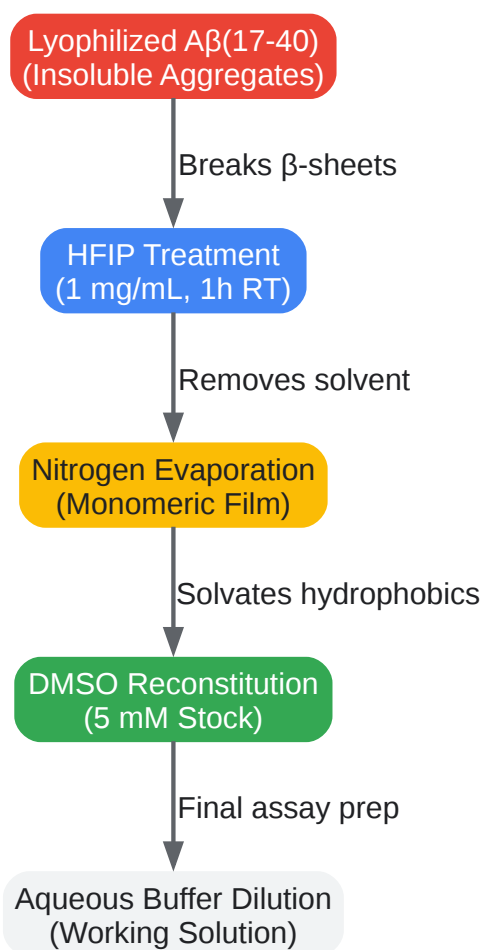 Lyophilized Aβ(17-40)
(Insoluble Aggregates)
Breaks β-sheets
HFIP Treatment
(1 mg/mL, 1h RT)
Removes solvent
Nitrogen Evaporation
(Monomeric Film)
Solvates hydrophobics
DMSO Reconstitution
(5 mM Stock)
Final assay prep
Aqueous Buffer Dilution
(Working Solution)